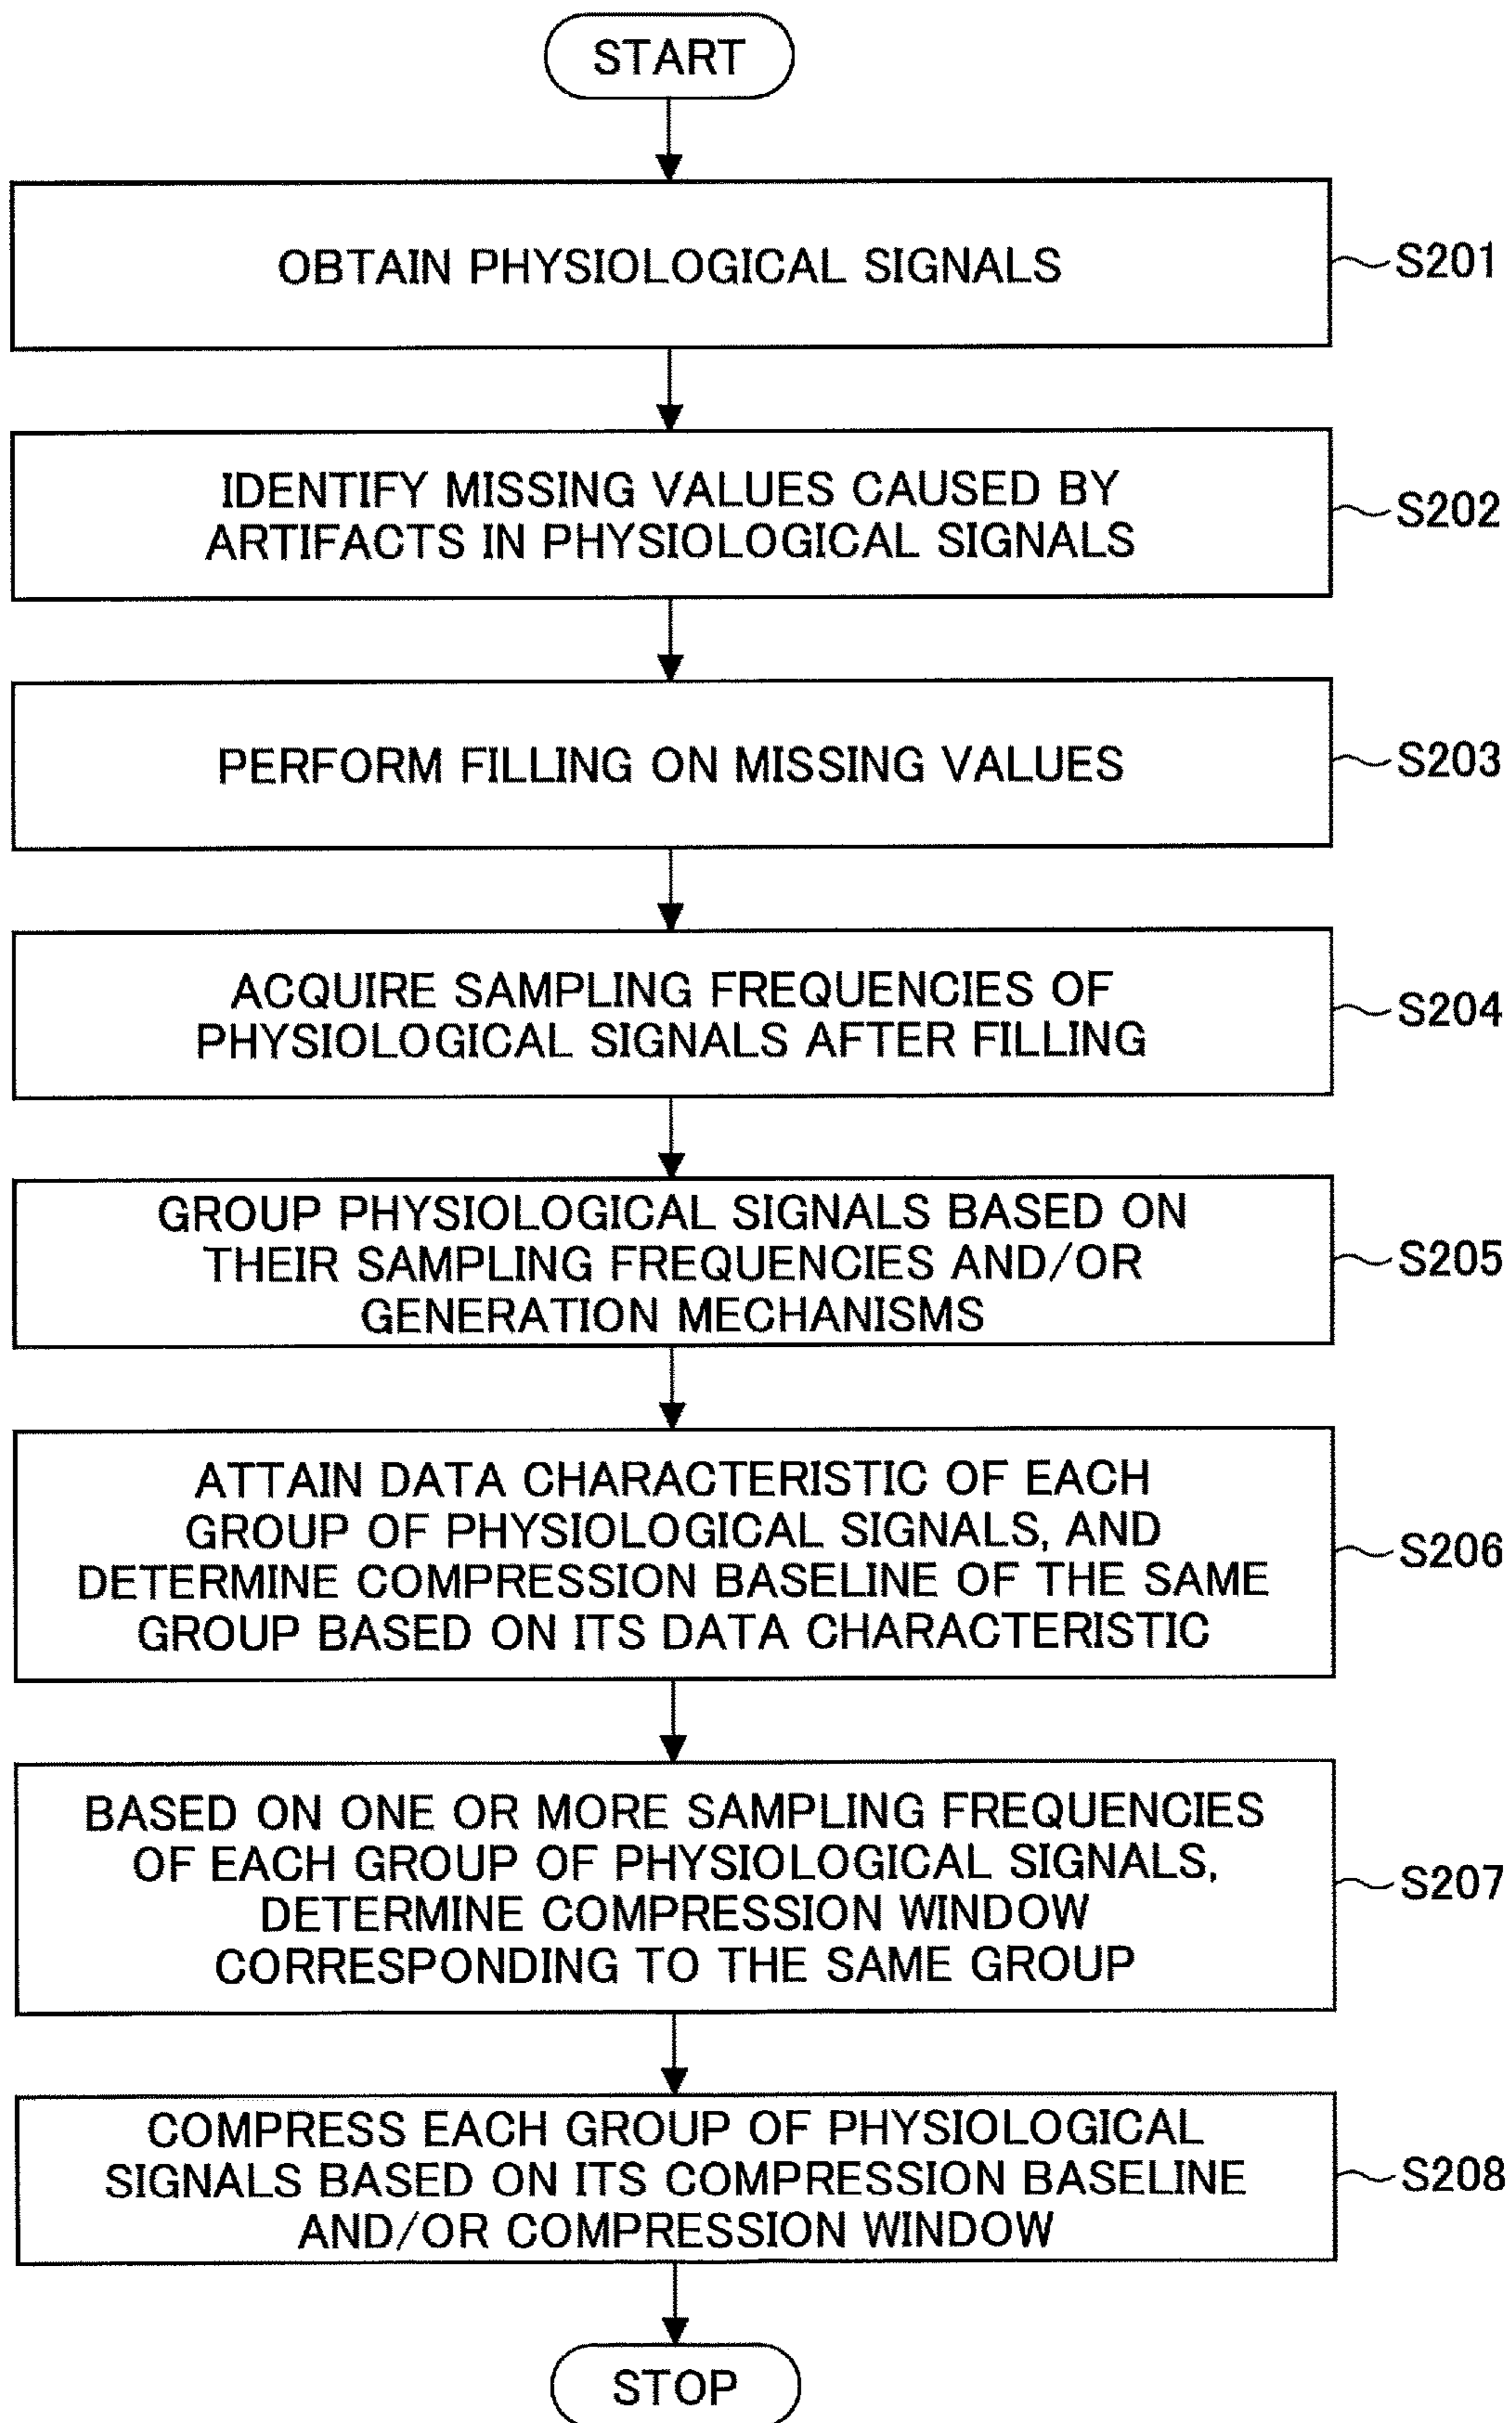 START
OBTAIN PHYSIOLOGICAL SIGNALS
S201
IDENTIFY MISSING VALUES CAUSED BY
ARTIFACTS IN PHYSIOLOGICAL SIGNALS
S202
PERFORM FILLING ON MISSING VALUES
S203
ACQUIRE SAMPLING FREQUENCIES OF
PHYSIOLOGICAL SIGNALS AFTER FILLING
S204
GROUP PHYSIOLOGICAL SIGNALS BASED ON
THEIR SAMPLING FREQUENCIES AND/OR
GENERATION MECHANISMS
S205
ATTAIN DATA CHARACTERISTIC OF EACH
GROUP OF PHYSIOLOGICAL SIGNALS, AND
DETERMINE COMPRESSION BASELINE OF THE SAME
GROUP BASED ON ITS DATA CHARACTERISTIC
S206
BASED ON ONE OR MORE SAMPLING FREQUENCIES
OF EACH GROUP OF PHYSIOLOGICAL SIGNALS,
DETERMINE COMPRESSION WINDOW
CORRESPONDING TO THE SAME GROUP
S207
COMPRESS EACH GROUP OF PHYSIOLOGICAL
SIGNALS BASED ON ITS COMPRESSION BASELINE
AND/OR COMPRESSION WINDOW
S208
STOP